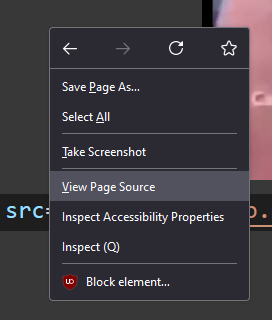 Save Page As...
Select All
Take Screenshot
View Page Source
src=
Inspect Accessibility Properties
Inspect (Q)
Block element...